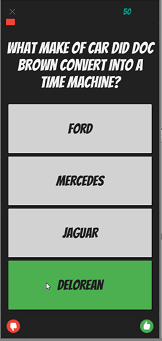 50
WHAT MAKE OF CAR DID DOC
BROWN CONVERT INTO A
TIME MACHINE?
FORD
MERCEDES
JAGUAR
DELOREAN